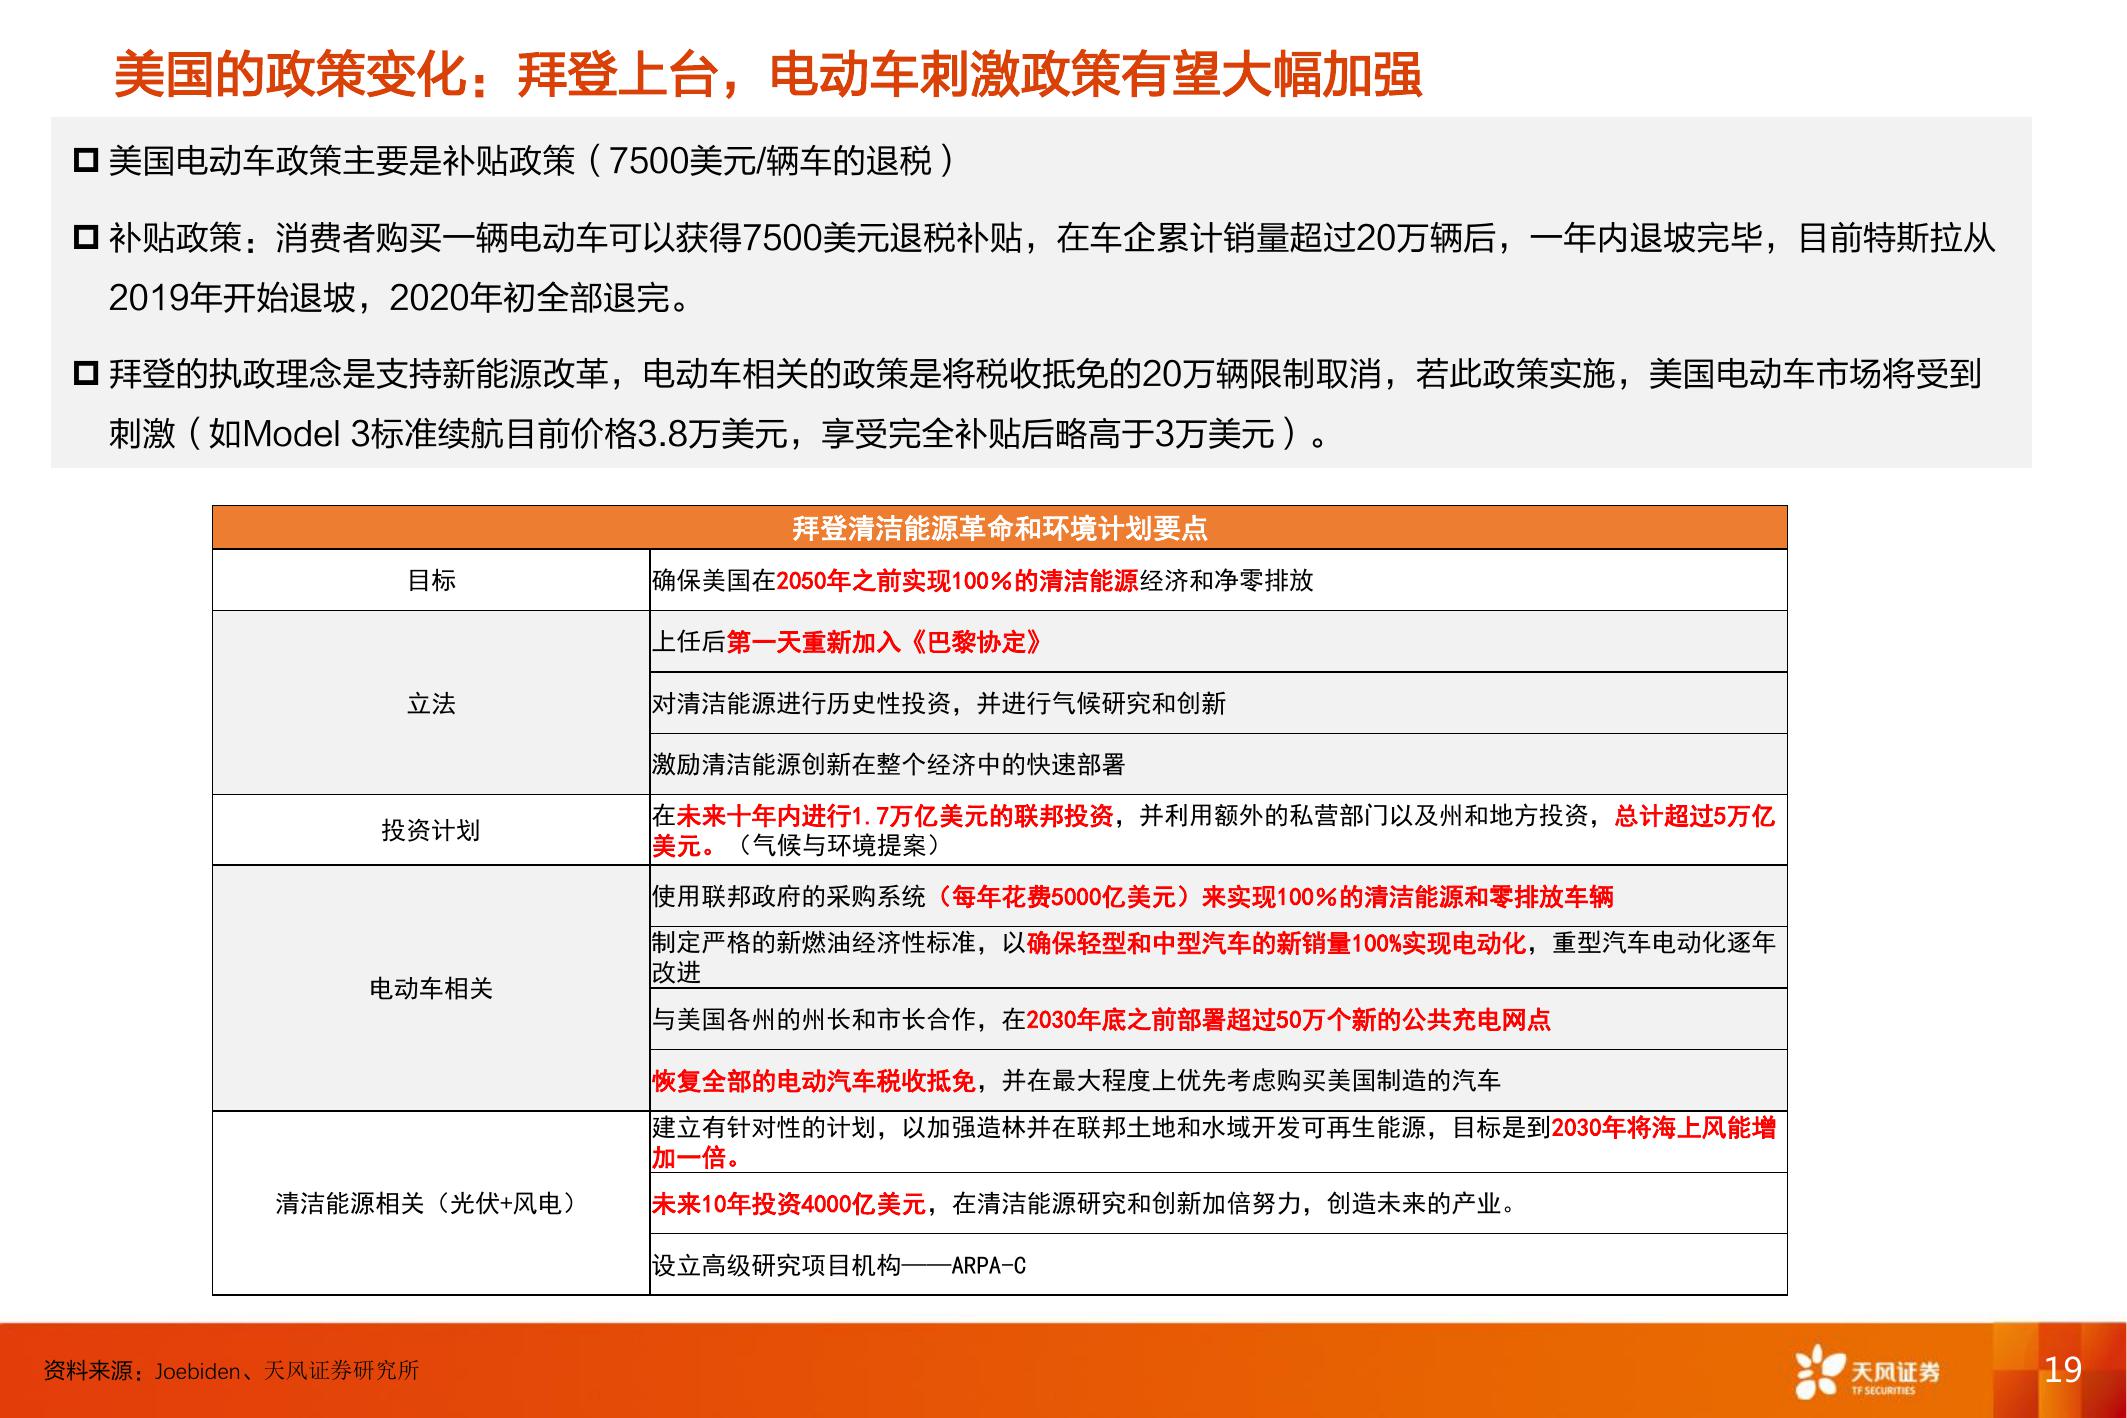 美国的政策变化：拜登上台，电动车刺激政策有望大幅加强
美国电动车政策主要是补贴政策（7500美元/辆车的退税）
补贴政策：消费者购买一辆电动车可以获得7500美元退税补贴，在车企累计销量超过20万辆后，一年内退坡完毕，目前特斯拉从
2019年开始退坡，2020年初全部退完。
拜登的执政理念是支持新能源改革，电动车相关的政策是将税收抵免的20万辆限制取消，若此政策实施，美国电动车市场将受到
刺激（如Model 3标准续航目前价格3.8万美元，享受完全补贴后略高于3万美元）。
拜登清洁能源革命和环境计划要点
目标
确保美国在2050年之前实现100%的清洁能源经济和净零排放
立法
上任后第一天重新加入《巴黎协定》
对清洁能源进行历史性投资，并进行气候研究和创新
激励清洁能源创新在整个经济中的快速部署
投资计划
在未来十年内进行1.7万亿美元的联邦投资，并利用额外的私营部门以及州和地方投资，总计超过5万亿
美元。（气候与环境提案）
电动车相关
使用联邦政府的采购系统（每年花费5000亿美元）来实现100%的清洁能源和零排放车辆
制定严格的新燃油经济性标准，以确保轻型和中型汽车的新销量100%实现电动化，重型汽车电动化逐年
改进
与美国各州的州长和市长合作，在2030年底之前部署超过50万个新的公共充电网点
恢复全部的电动汽车税收抵免，并在最大程度上优先考虑购买美国制造的汽车
清洁能源相关（光伏+风电）
建立有针对性的计划，以加强造林并在联邦土地和水域开发可再生能源，目标是到2030年将海上风能增
加一倍。
未来10年投资4000亿美元，在清洁能源研究和创新加倍努力，创造未来的产业。
设立高级研究项目机构——ARPA-C
资料来源：Joebiden、天风证券研究所
天风证券
TF SECURITIES
19